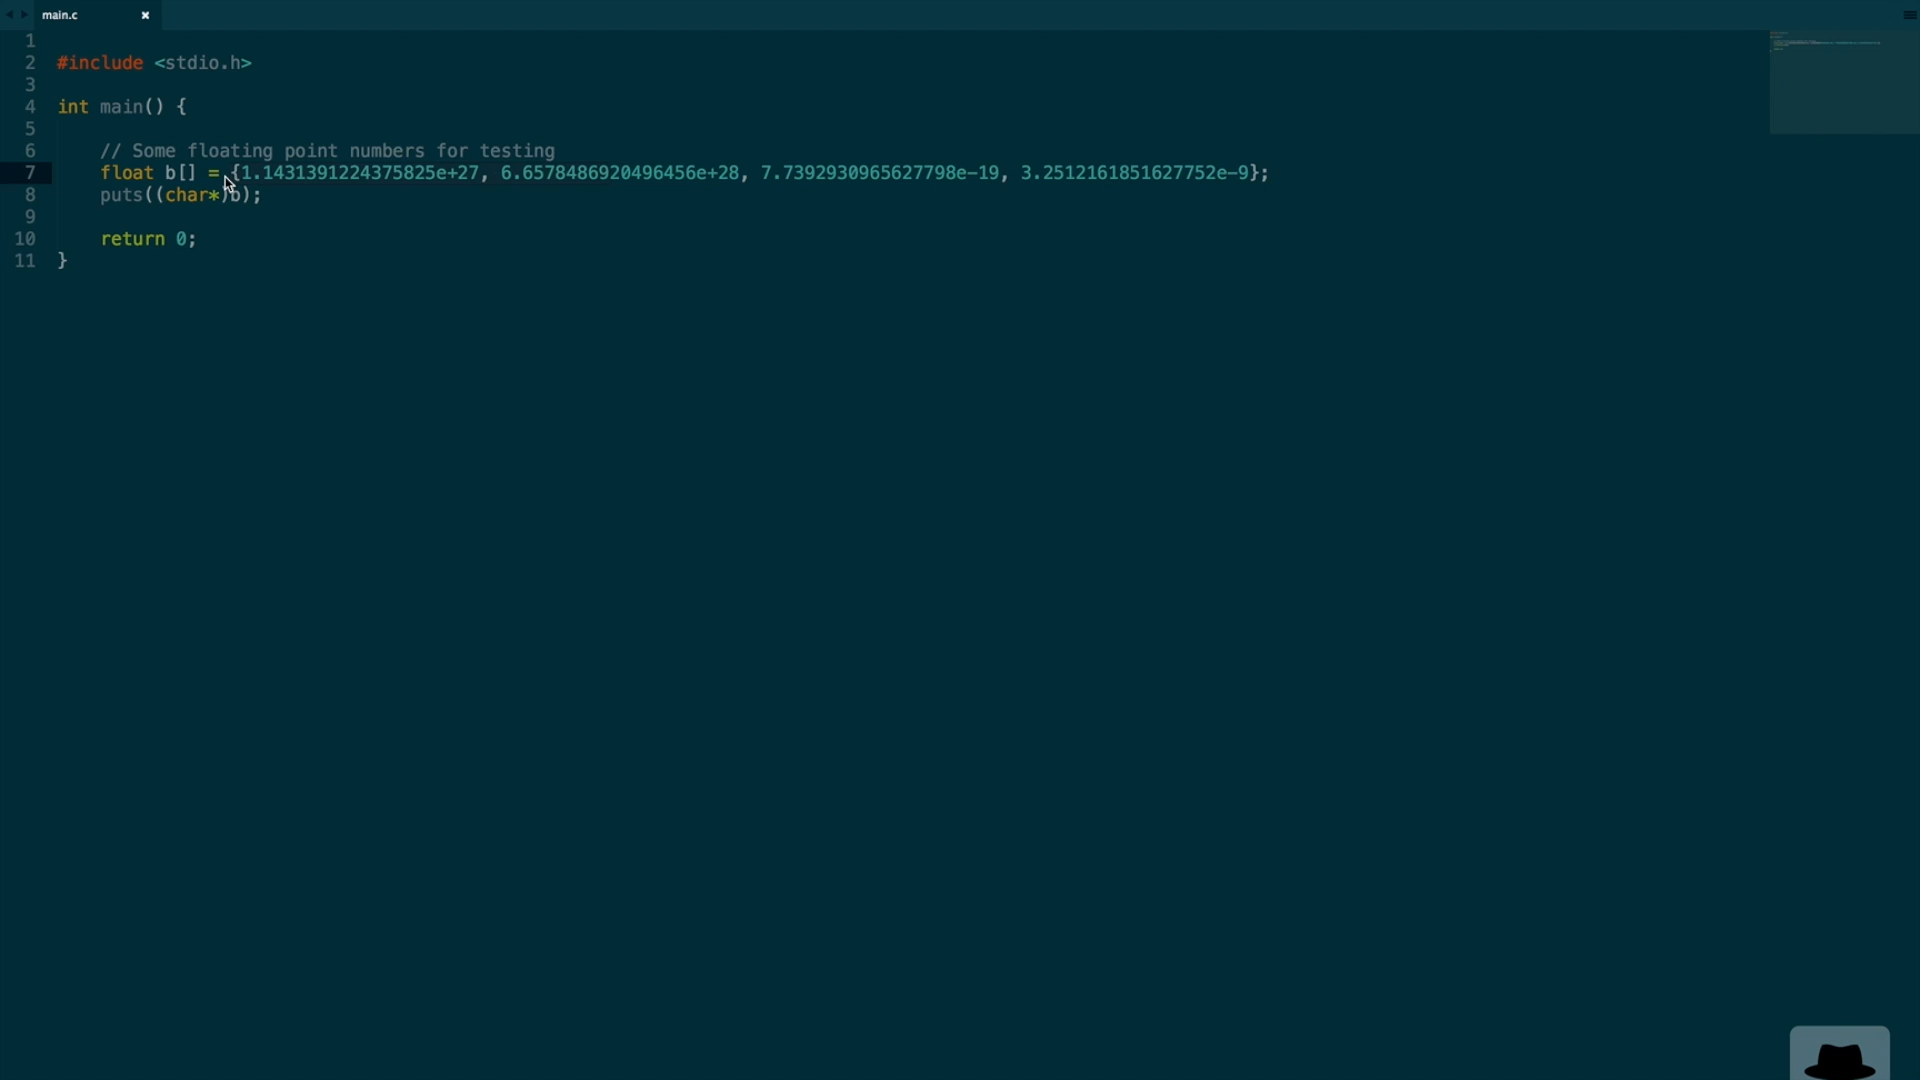 main.c
1
2 #include <stdio.h>
3
4 int main() {
5
6 // Some floating point numbers for testing
7 float b[] = {1.1431391224375825e+27, 6.6578486920496456e+28, 7.7392930965627798e-19, 3.2512161851627752e-9};
8 puts((char*)b);
9
10 return 0;
11 }